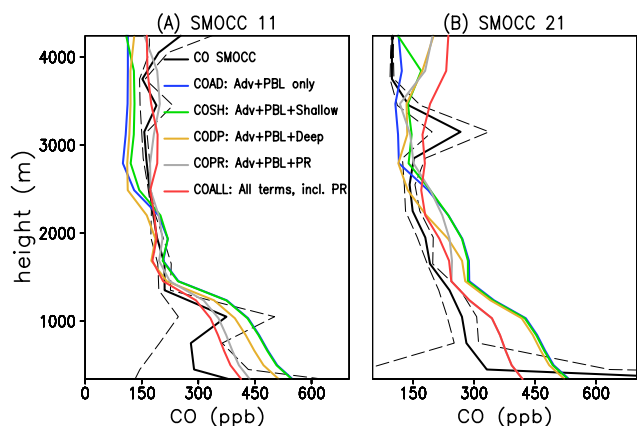 (A) SMOCC 11
(B) SMOCC 21
4000
3000
2000
1000
height (m)
CO SMOCC
COAD: Adv+PBL only
COSH: Adv+PBL+Shallow
CODP: Adv+PBL+Deep
COPR: Adv+PBL+PR
COALL: All terms, incl. PR
0 150 300 450 600
150 300 450 600
CO (ppb)
CO (ppb)